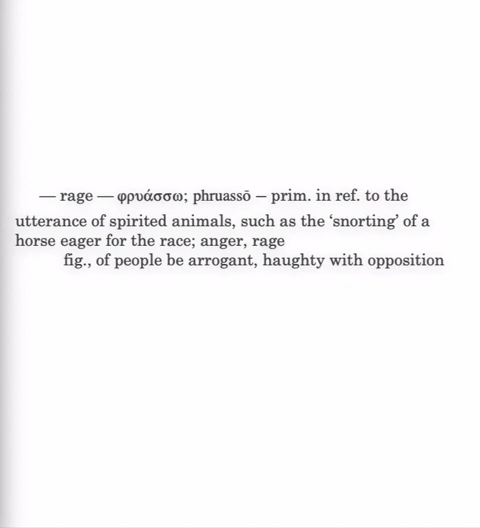 — rage — φρυάσσω; phruassō – prim. in ref. to the
utterance of spirited animals, such as the ‘snorting’ of a
horse eager for the race; anger, rage
fig., of people be arrogant, haughty with opposition